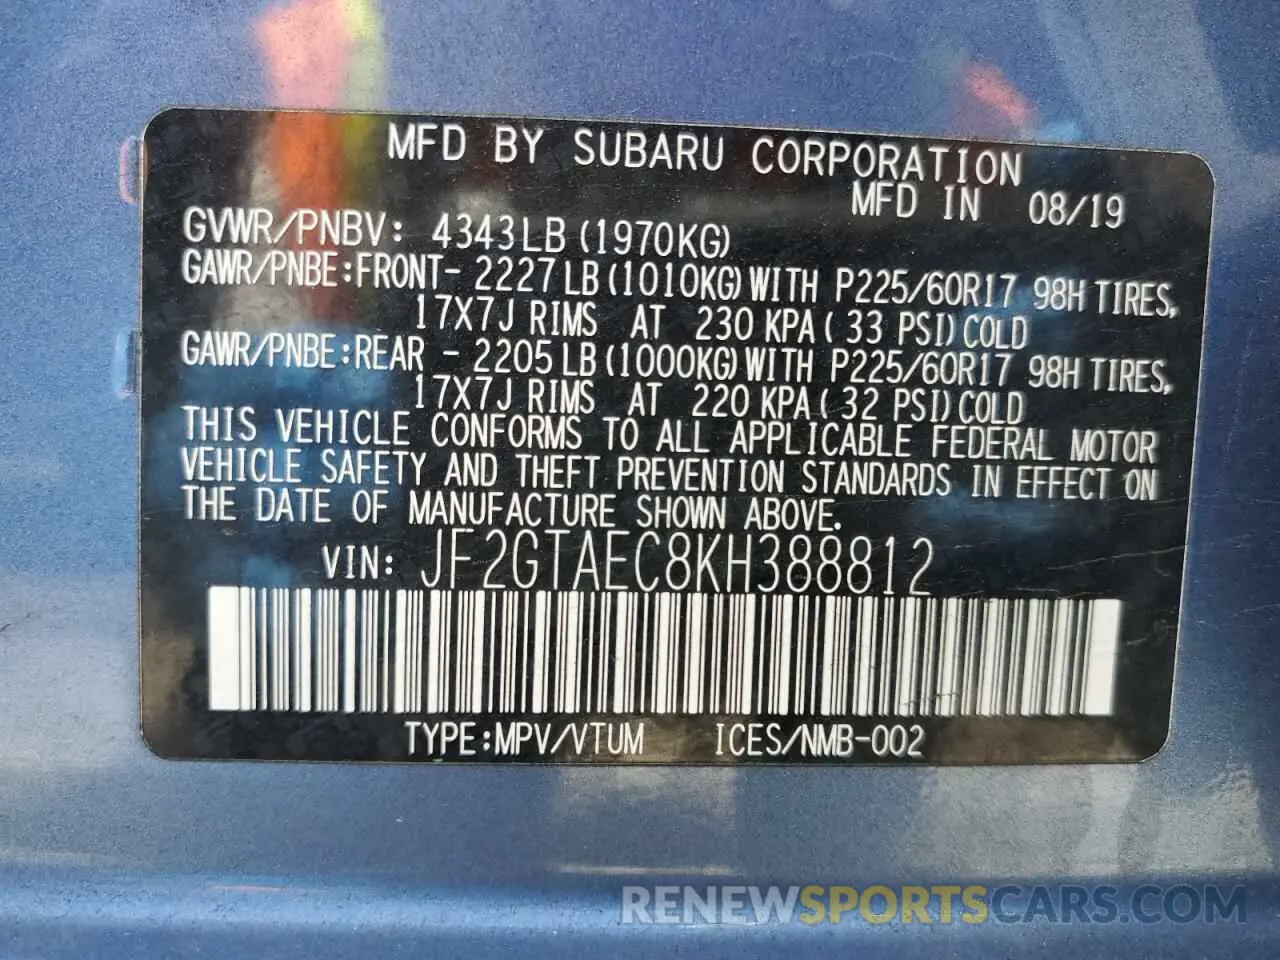 MFD BY SUBARU CORPORATION
MFD IN 08/19
GVWR/PNBV: 4343LB (1970KG)
GAWR/PNBE:FRONT- 2227LB (1010KG) WITH P225/60R17 98H TIRES,
17X7J RIMS AT 230 KPA ( 33 PSI) COLD
GAWR/PNBE:REAR - 2205LB (1000KG) WITH P225/60R17 98H TIRES,
17X7J RIMS AT 220 KPA ( 32 PSI) COLD
THIS VEHICLE CONFORMS TO ALL APPLICABLE FEDERAL MOTOR
VEHICLE SAFETY AND THEFT PREVENTION STANDARDS IN EFFECT ON
THE DATE OF MANUFACTURE SHOWN ABOVE.
VIN: JF2GTAEC8KH388812
TYPE:MPV/VTUM ICES/NMB-002
RENEWSPORTSCARS.COM